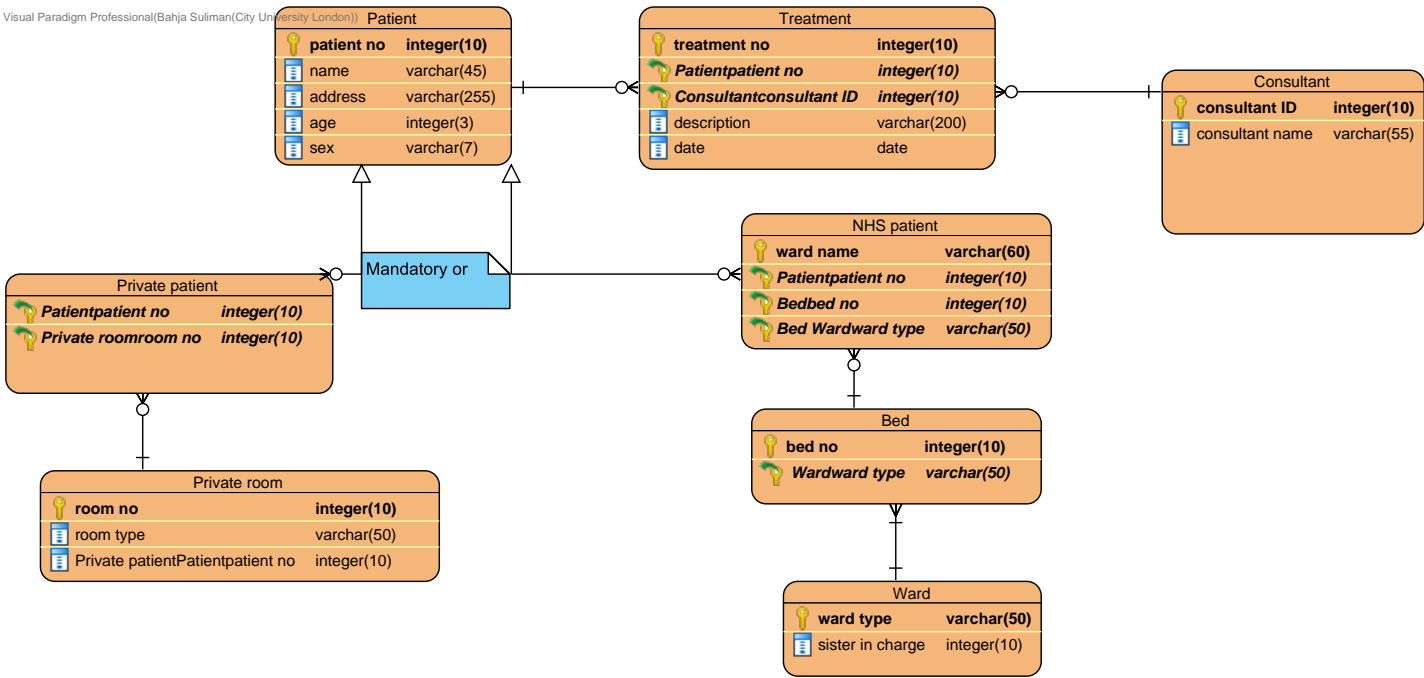 Visual Paradigm Professional(Bahja Suliman(City University London))
Patient
patient no integer(10)
name varchar(45)
address varchar(255)
age integer(3)
sex varchar(7)
Treatment
treatment no integer(10)
Patientpatient no integer(10)
Consultantconsultant ID integer(10)
description varchar(200)
date date
Consultant
consultant ID integer(10)
consultant name varchar(55)
Mandatory or
NHS patient
ward name varchar(60)
Patientpatient no integer(10)
Bedbed no integer(10)
Bed Wardward type varchar(50)
Private patient
Patientpatient no integer(10)
Private roomroom no integer(10)
Bed
bed no integer(10)
Wardward type varchar(50)
Private room
room no integer(10)
room type varchar(50)
Private patientPatientpatient no integer(10)
Ward
ward type varchar(50)
sister in charge integer(10)